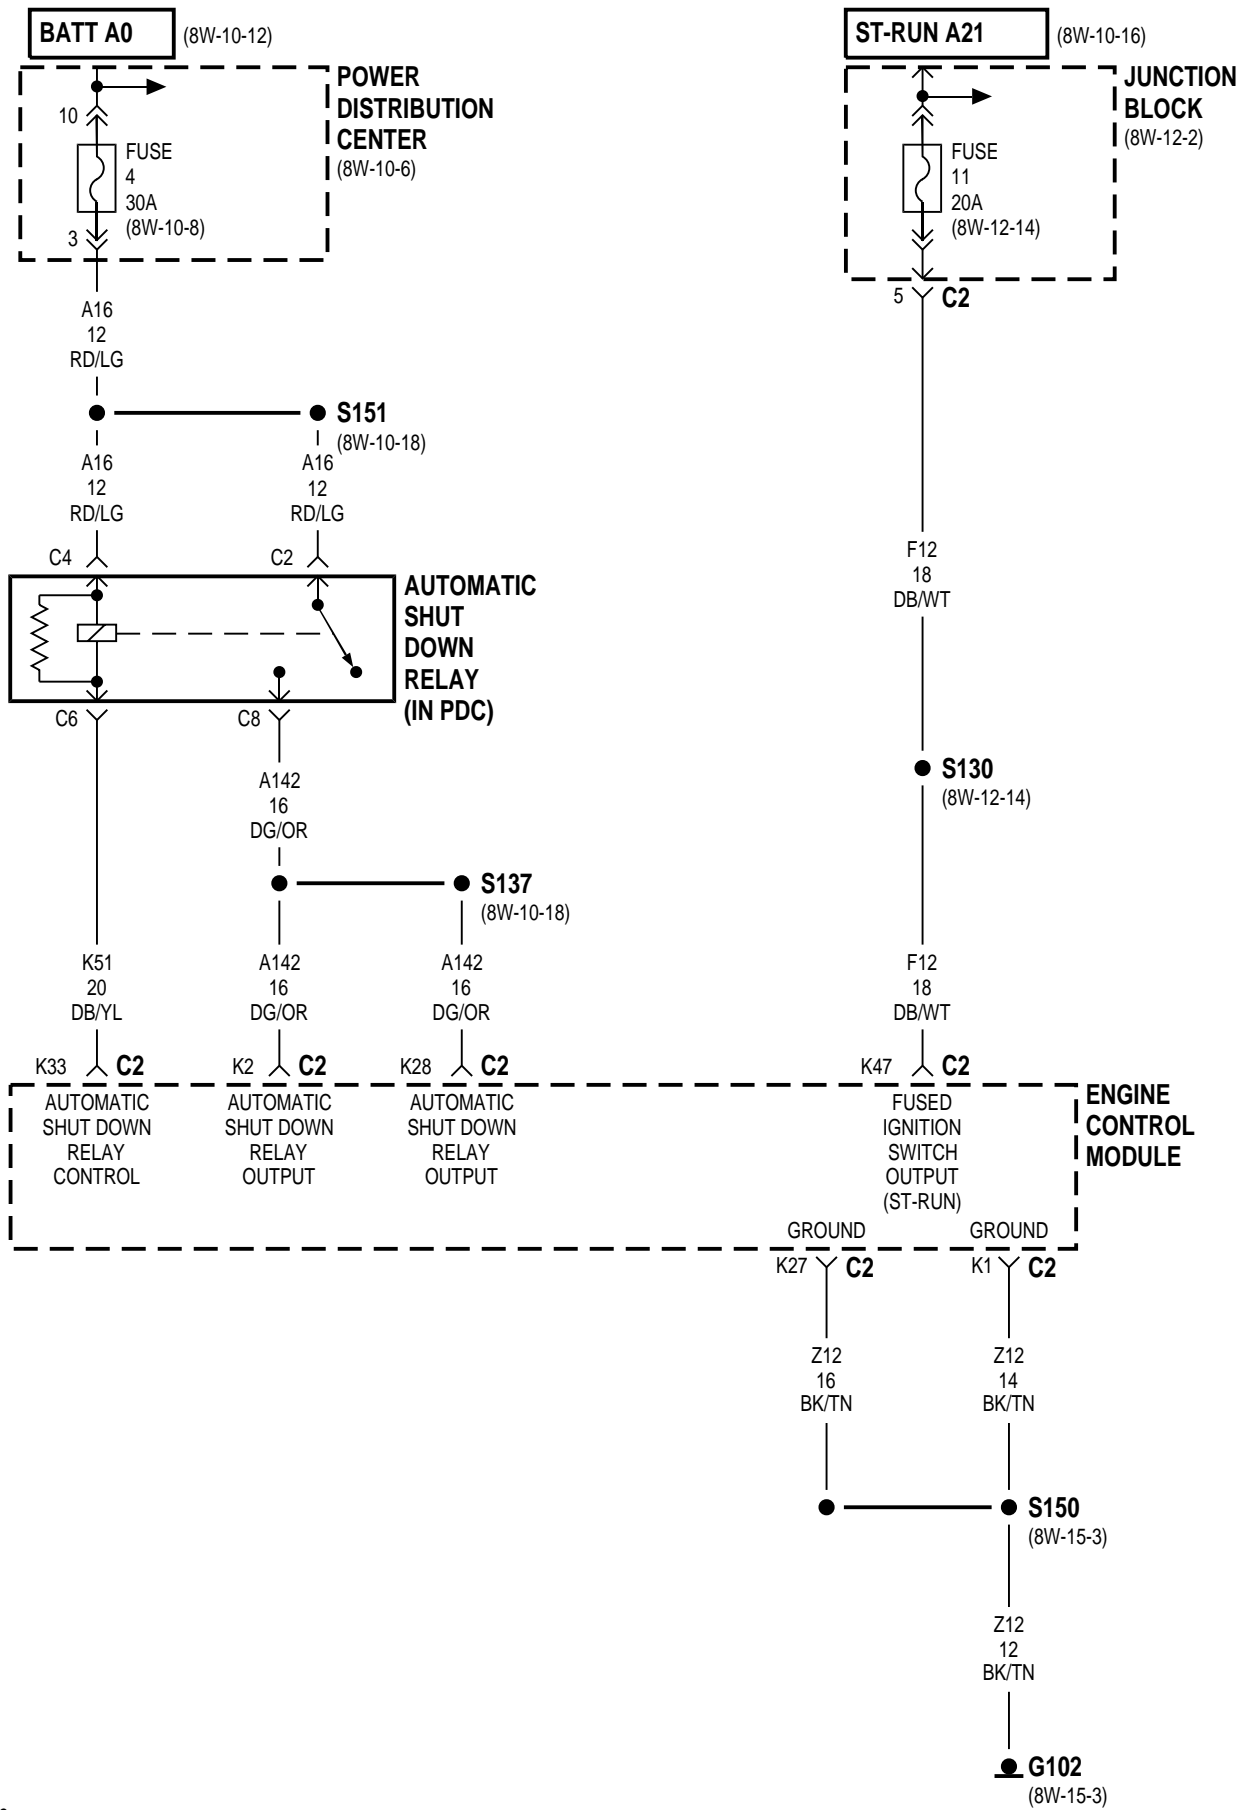 BATT A0 (8W-10-12)
ST-RUN A21 (8W-10-16)
POWER
DISTRIBUTION
CENTER
(8W-10-6)
10
FUSE
4
30A
(8W-10-8)
3
JUNCTION
BLOCK
(8W-12-2)
FUSE
11
20A
(8W-12-14)
5 C2
A16
12
RD/LG
S151
(8W-10-18)
A16
12
RD/LG
A16
12
RD/LG
C4
C2
AUTOMATIC
SHUT
DOWN
RELAY
(IN PDC)
C6
C8
F12
18
DB/WT
A142
16
DG/OR
S130
(8W-12-14)
S137
(8W-10-18)
K51
20
DB/YL
A142
16
DG/OR
A142
16
DG/OR
F12
18
DB/WT
K33 C2
K2 C2
K28 C2
K47 C2
AUTOMATIC
SHUT DOWN
RELAY
CONTROL
AUTOMATIC
SHUT DOWN
RELAY
OUTPUT
AUTOMATIC
SHUT DOWN
RELAY
OUTPUT
FUSED
IGNITION
SWITCH
OUTPUT
(ST-RUN)
ENGINE
CONTROL
MODULE
GROUND
GROUND
K27 C2
K1 C2
Z12
16
BK/TN
Z12
14
BK/TN
S150
(8W-15-3)
Z12
12
BK/TN
G102
(8W-15-3)